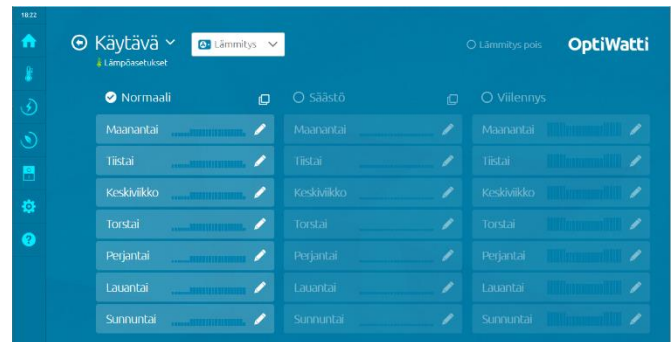 18:22
Käytävä
Lämmitys
Lämmitys pois
OptiWatti
Lämpöasetukset
Normaali
Säästö
Viilennys
Maanantai
Maanantai
Maanantai
Tiistai
Tiistai
Tiistai
Keskiviikko
Keskiviikko
Keskiviikko
Torstai
Torstai
Torstai
Perjantai
Perjantai
Perjantai
Lauantai
Lauantai
Lauantai
Sunnuntai
Sunnuntai
Sunnuntai